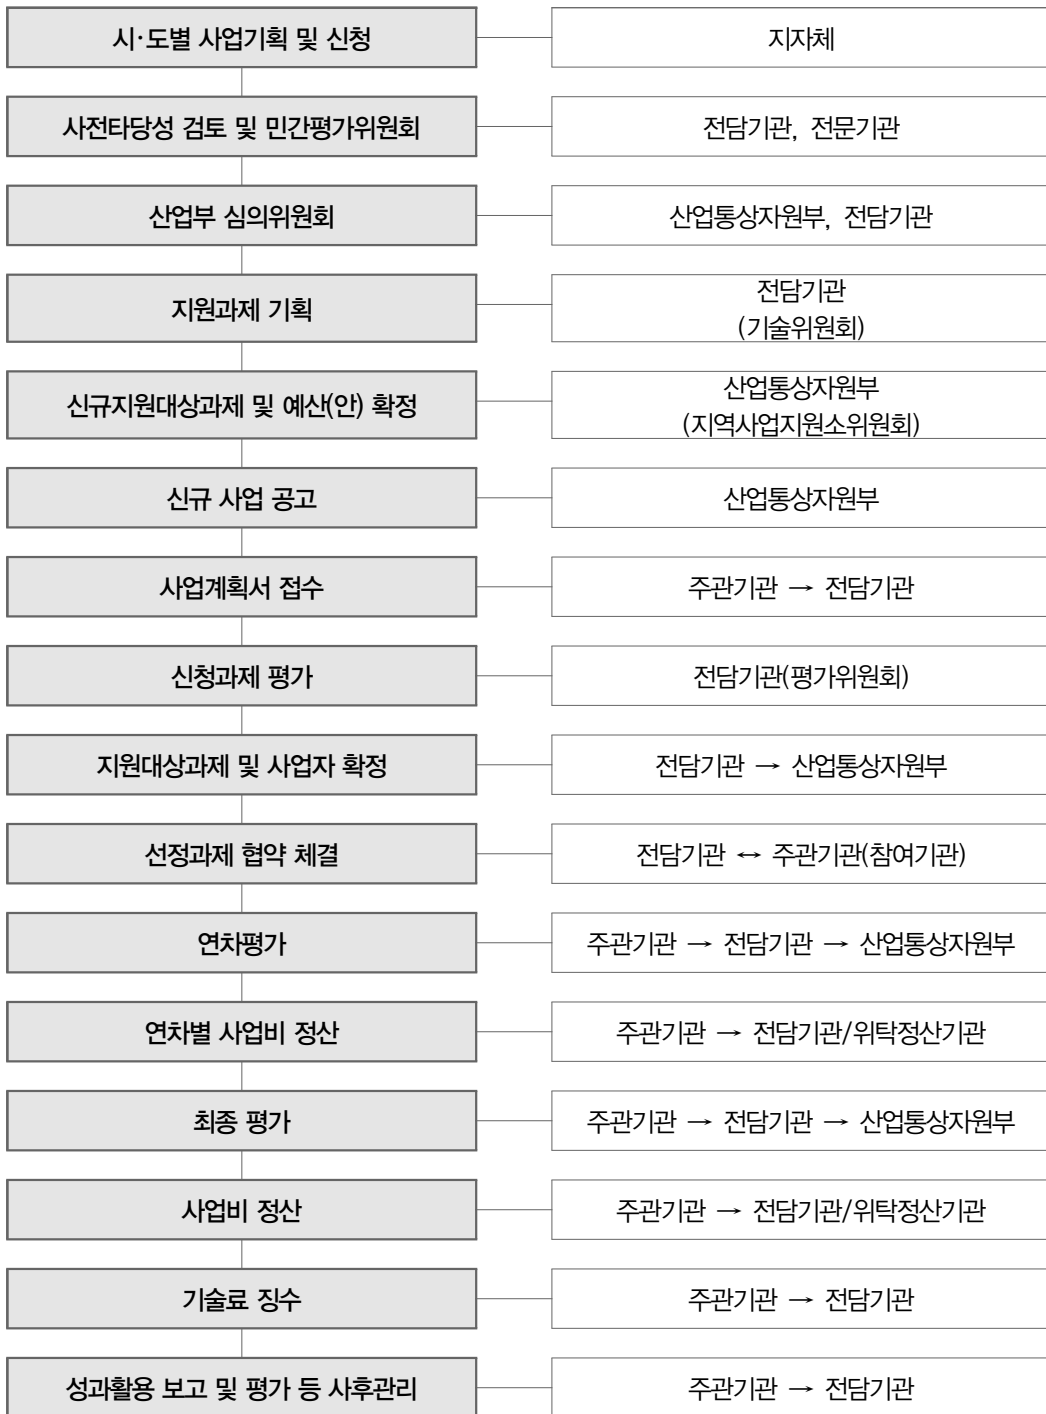 시·도별 사업기획 및 신청
지자체
사전타당성 검토 및 민간평가위원회
전담기관, 전문기관
산업부 심의위원회
산업통상자원부, 전담기관
지원과제 기획
전담기관
(기술위원회)
신규지원대상과제 및 예산(안) 확정
산업통상자원부
(지역사업지원소위원회)
신규 사업 공고
산업통상자원부
사업계획서 접수
주관기관 → 전담기관
신청과제 평가
전담기관(평가위원회)
지원대상과제 및 사업자 확정
전담기관 → 산업통상자원부
선정과제 협약 체결
전담기관 ↔ 주관기관(참여기관)
연차평가
주관기관 → 전담기관 → 산업통상자원부
연차별 사업비 정산
주관기관 → 전담기관/위탁정산기관
최종 평가
주관기관 → 전담기관 → 산업통상자원부
사업비 정산
주관기관 → 전담기관/위탁정산기관
기술료 징수
주관기관 → 전담기관
성과활용 보고 및 평가 등 사후관리
주관기관 → 전담기관